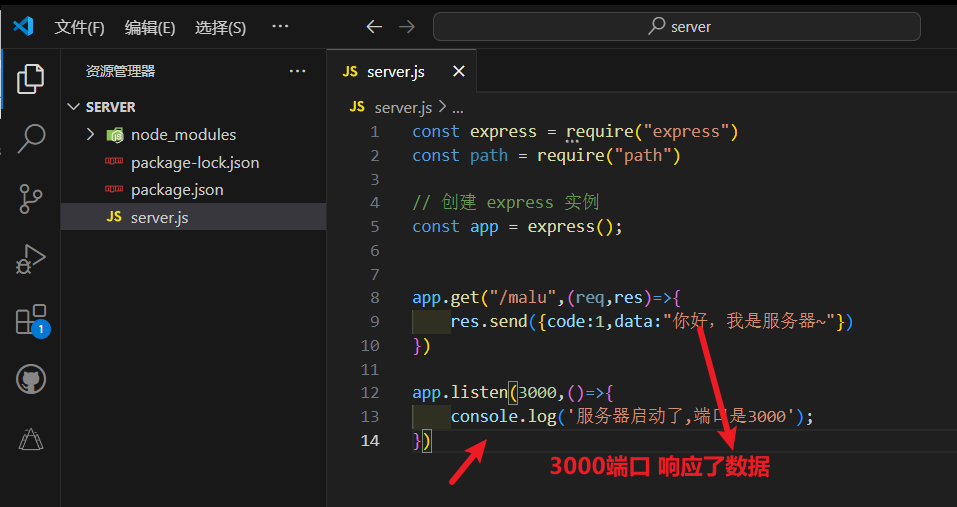 文件(F) 编辑(E) 选择(S) ··· server
资源管理器 ···
JS server.js
SERVER
node_modules
package-lock.json
package.json
JS server.js
1
JS server.js > ...
1 const express = require("express")
2 const path = require("path")
3
4 // 创建 express 实例
5 const app = express();
6
7
8 app.get("/malu",(req,res)=>{
9 res.send({code:1,data:"你好，我是服务器~"})
10 })
11
12 app.listen(3000,()=>{
13 console.log('服务器启动了,端口是3000');
14 })
3000端口 响应了数据